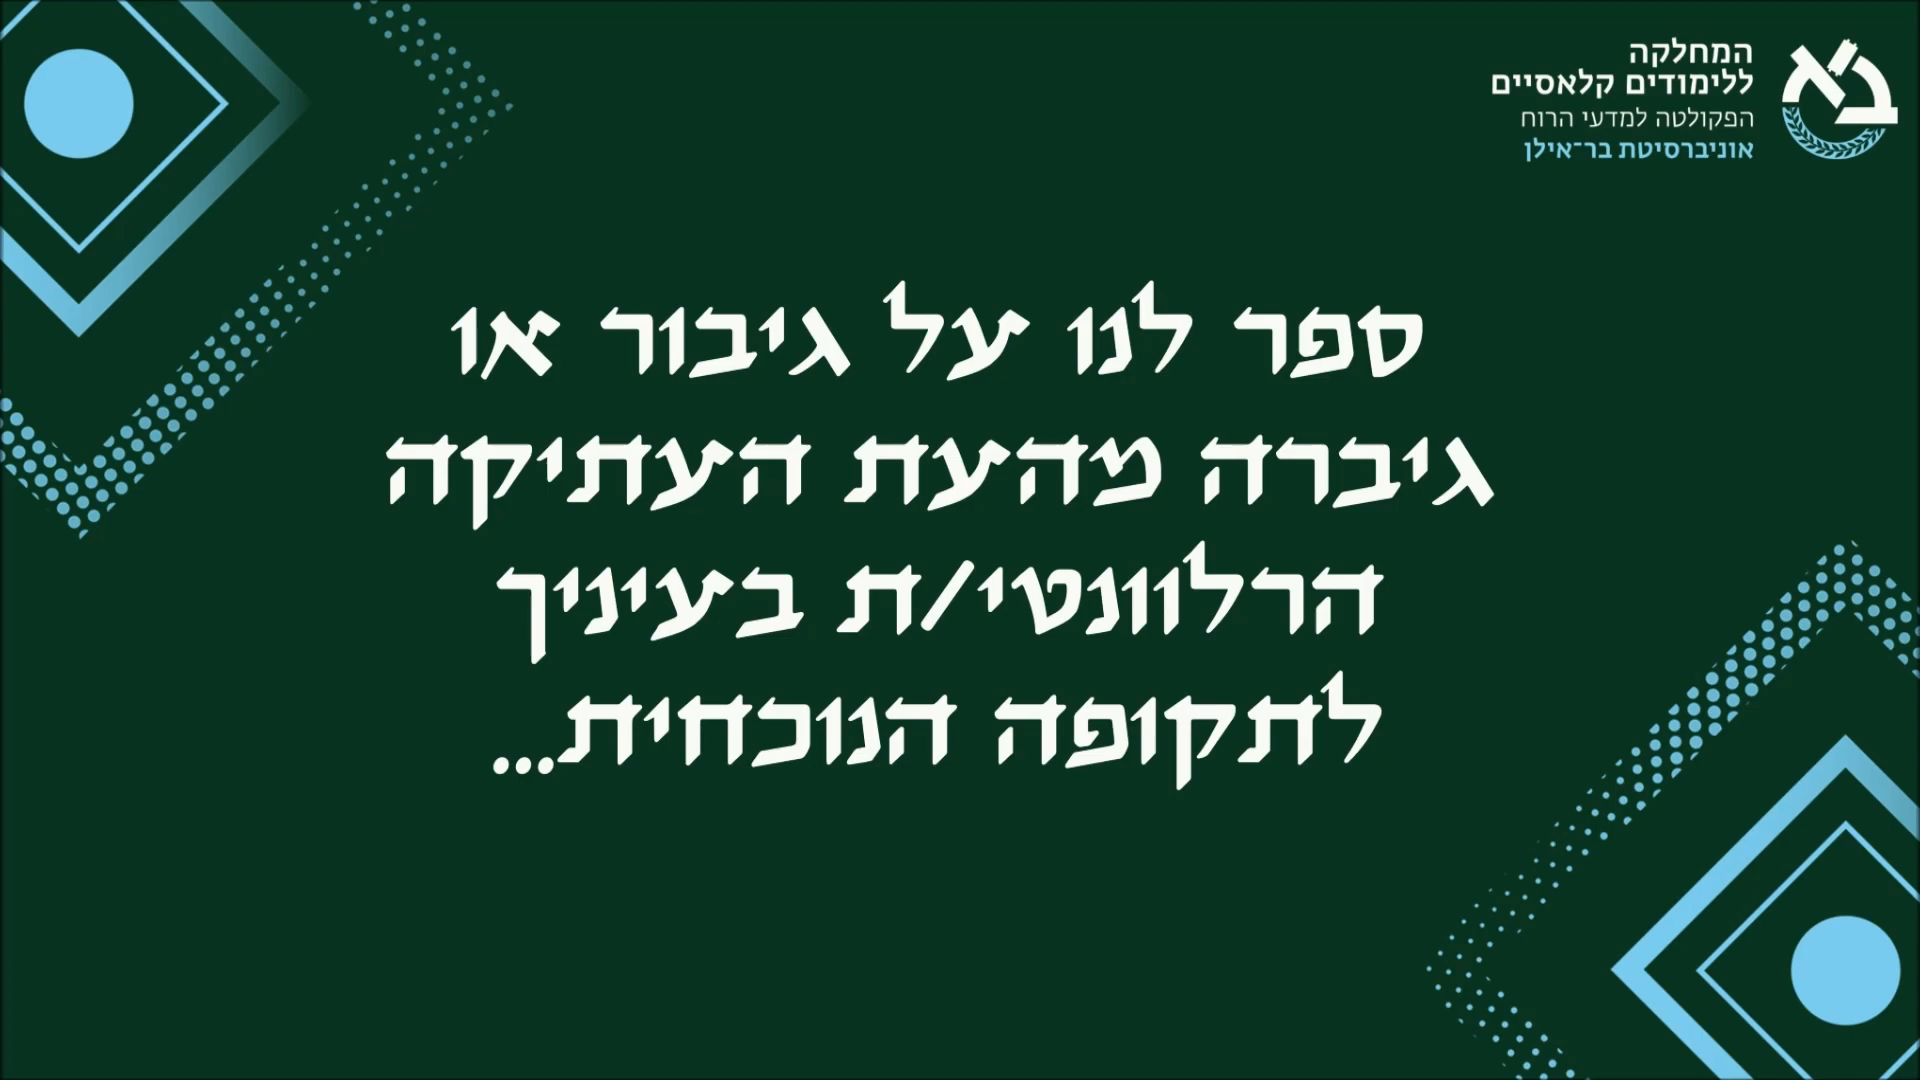 המחלקה
ללימודים קלאסיים
הפקולטה למדעי הרוח
אוניברסיטת בר־אילן
ספר לנו על גיבור או
גיברה מהעת העתיקה
הרלוונטי/ת בעיניך
לתקופה הנוכחית...